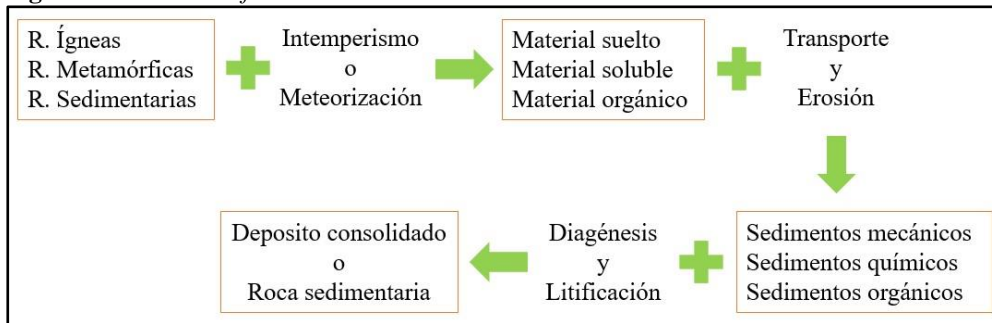 R. Ígneas
R. Metamórficas
R. Sedimentarias
Intemperismo
o
Meteorización
Material suelto
Material soluble
Material orgánico
Transporte
y
Erosión
Sedimentos mecánicos
Sedimentos químicos
Sedimentos orgánicos
Diagénesis
y
Litificación
Deposito consolidado
o
Roca sedimentaria